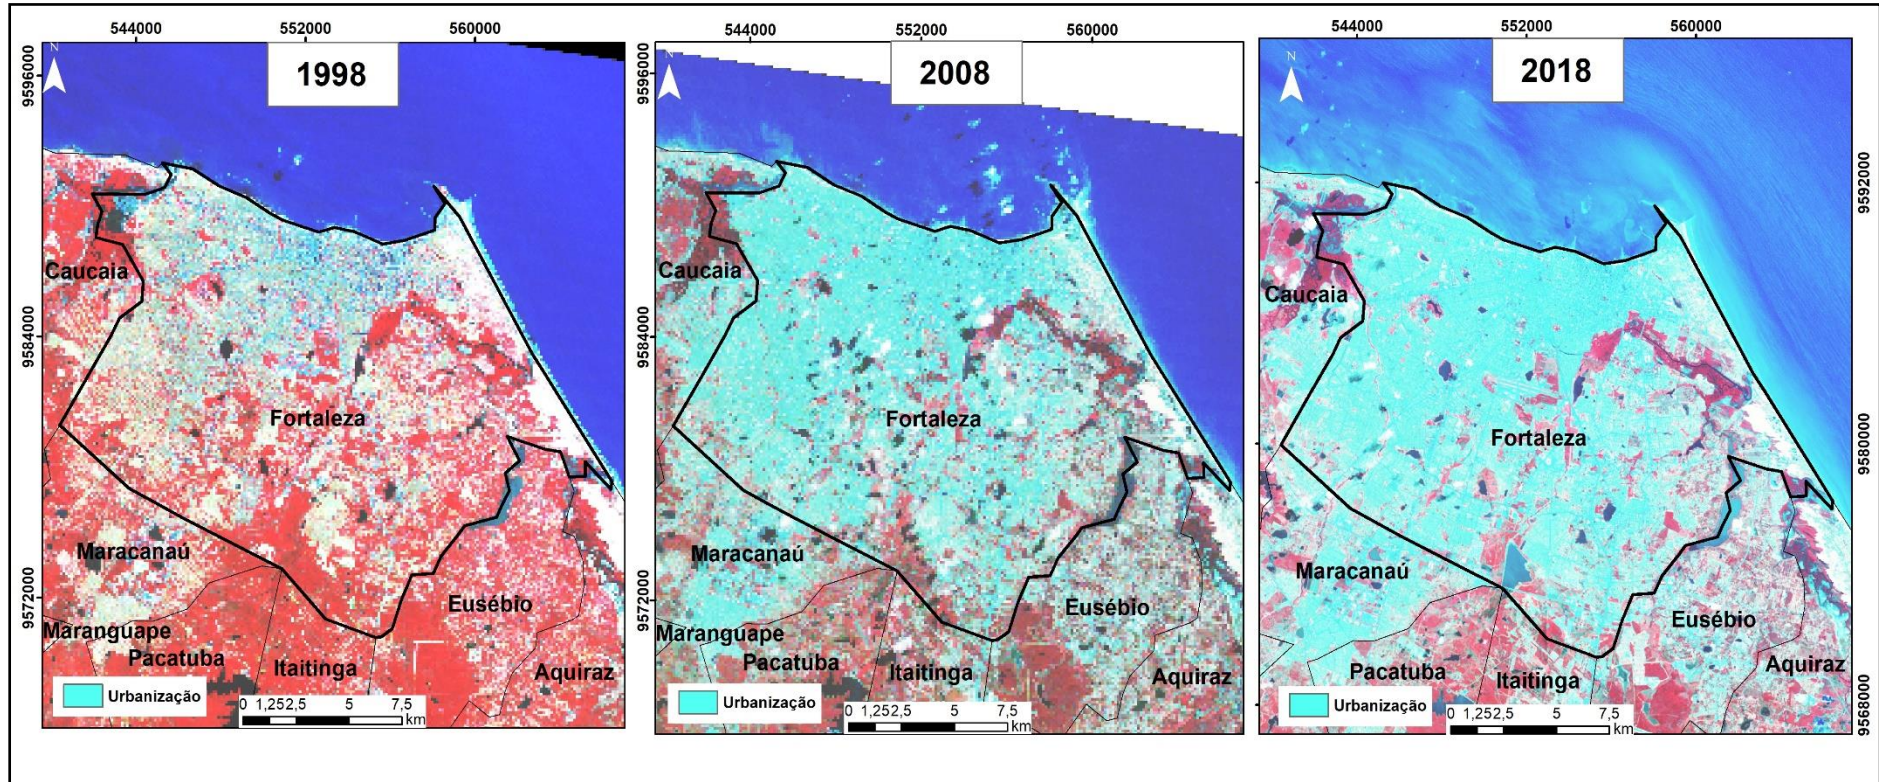 544000 552000 560000
1998
N
9596000
9584000
9572000
Caucaia
Fortaleza
Maracanaú
Eusébio
Maranguape
Pacatuba
Itaitinga
Aquiraz
Urbanização
0 1,252,5 5 7,5
km
544000 552000 560000
2008
N
9596000
9584000
9572000
Caucaia
Fortaleza
Maracanaú
Eusébio
Maranguape
Pacatuba
Itaitinga
Aquiraz
Urbanização
0 1,252,5 5 7,5
km
544000 552000 560000
2018
N
9592000
9580000
9568000
Caucaia
Fortaleza
Maracanaú
Eusébio
Pacatuba
Itaitinga
Aquiraz
Urbanização
0 1,252,5 5 7,5
km